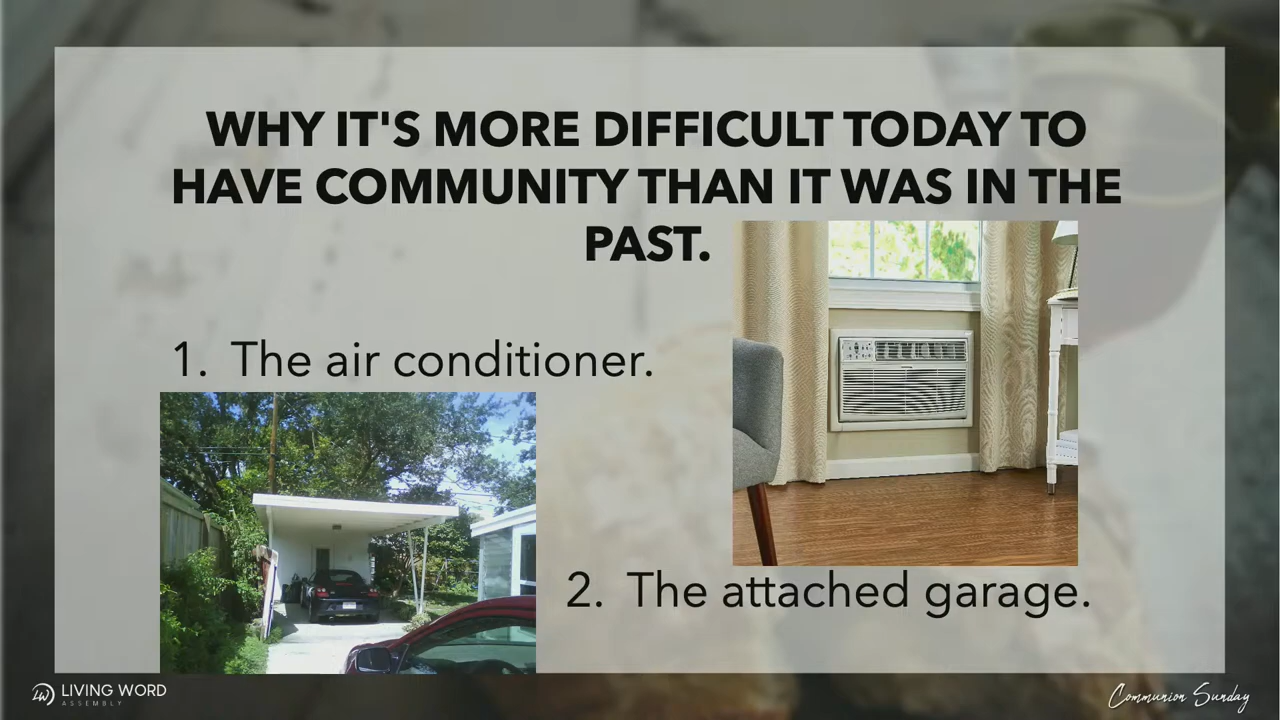 WHY IT'S MORE DIFFICULT TODAY TO
HAVE COMMUNITY THAN IT WAS IN THE
PAST.
1. The air conditioner.
2. The attached garage.
LW LIVING WORD
ASSEMBLY
Communion Sunday